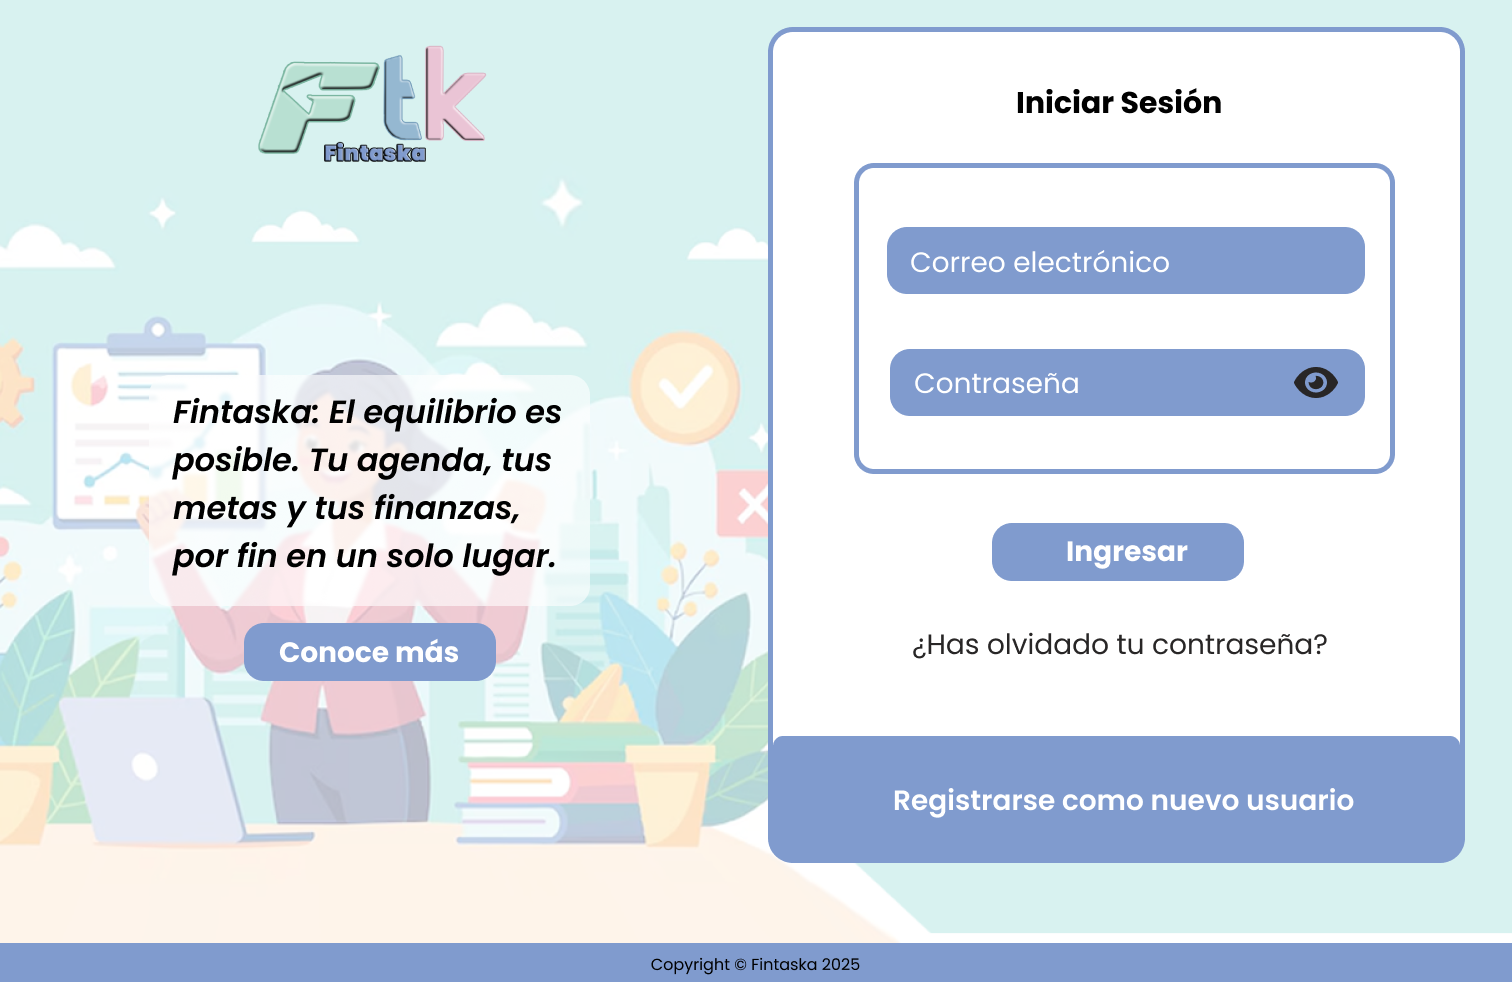 Ftk
Fintaska
Fintaska: El equilibrio es
posible. Tu agenda, tus
metas y tus finanzas,
por fin en un solo lugar.
Conoce más
Iniciar Sesión
Correo electrónico
Contraseña
Ingresar
¿Has olvidado tu contraseña?
Registrarse como nuevo usuario
Copyright © Fintaska 2025